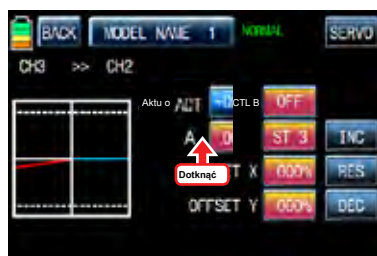 BACK MODEL NAME 1 NORMAL SERVO
CH3 >> CH2
Aktu o ACT CTL B OFF
A ST 3 INC
Dotknąć T X 000% RES
OFFSET Y 000% DEC